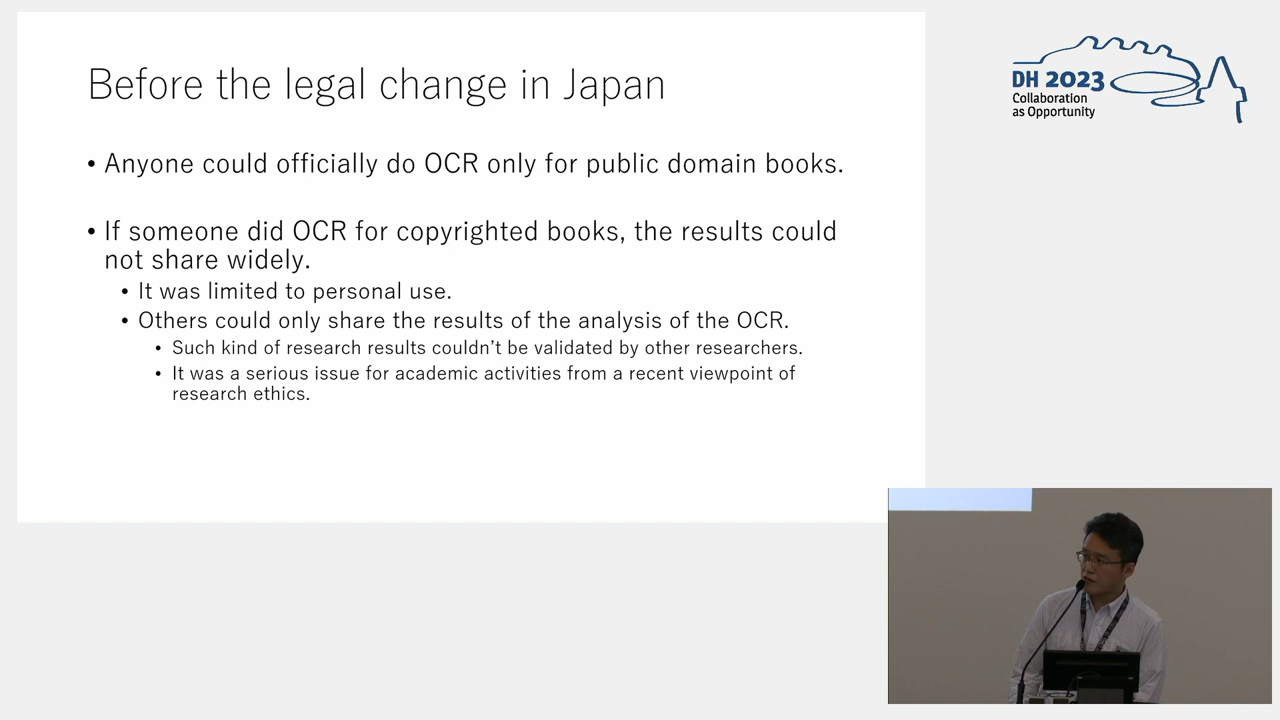 Before the legal change in Japan
• Anyone could officially do OCR only for public domain books.
• If someone did OCR for copyrighted books, the results could
not share widely.
• It was limited to personal use.
• Others could only share the results of the analysis of the OCR.
• Such kind of research results couldn’t be validated by other researchers.
• It was a serious issue for academic activities from a recent viewpoint of
research ethics.
DH 2023
Collaboration
as Opportunity